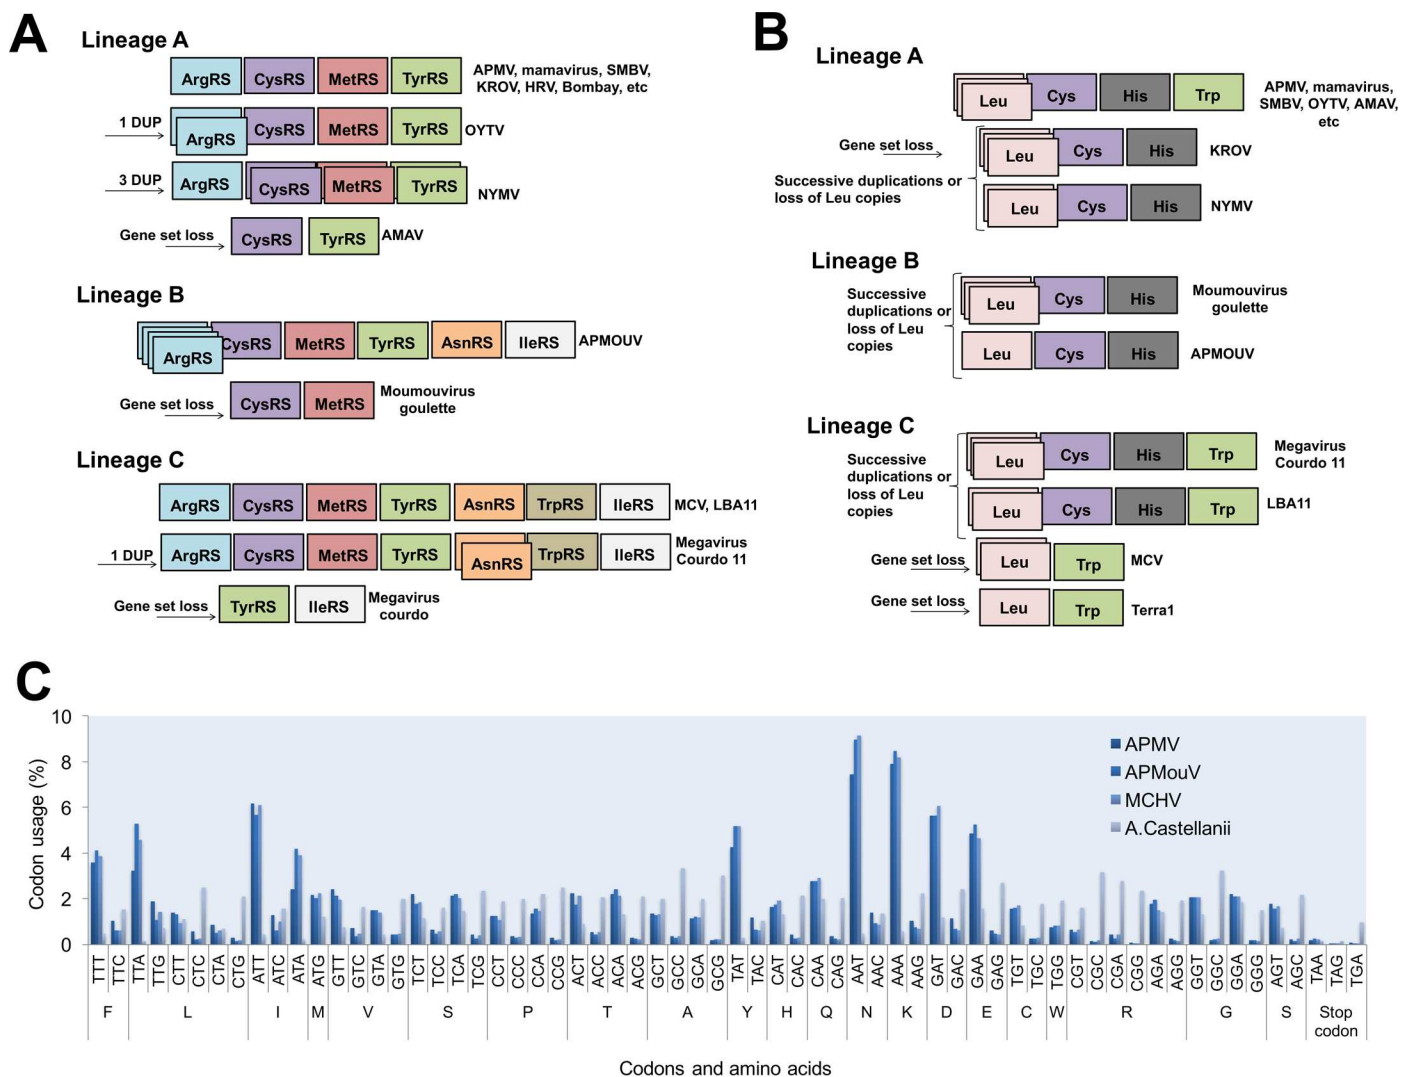 A
Lineage A
ArgRS CysRS MetRS TyrRS
APMV, mamavirus, SMBV,
KROV, HRV, Bombay, etc
1 DUP
ArgRS CysRS MetRS TyrRS OYTV
3 DUP
ArgRS CysRS MetRS TyrRS NYMV
Gene set loss
CysRS TyrRS AMAV
Lineage B
ArgRS CysRS MetRS TyrRS AsnRS IleRS APMOUV
Gene set loss
CysRS MetRS
Moumouvirus
goulette
Lineage C
ArgRS CysRS MetRS TyrRS AsnRS TrpRS IleRS MCV, LBA11
1 DUP
ArgRS CysRS MetRS TyrRS AsnRS TrpRS IleRS
Megavirus
Courdo 11
Gene set loss
TyrRS IleRS
Megavirus
courdo
B
Lineage A
Leu Cys His Trp
APMV, mamavirus,
SMBV, OYTV, AMAV,
etc
Gene set loss
Leu Cys His KROV
Successive duplications or
loss of Leu copies
Leu Cys His NYMV
Lineage B
Successive
duplications or
loss of Leu
copies
Leu Cys His
Moumouvirus
goulette
Leu Cys His APMOUV
Lineage C
Successive
duplications or
loss of Leu
copies
Leu Cys His Trp
Megavirus
Courdo 11
Leu Cys His Trp LBA11
Gene set loss
Leu Trp MCV
Gene set loss
Leu Trp Terra1
C
Codon usage (%)
10
8
6
4
2
0
APMV
APMouV
MCHV
A.Castellanii
TTT TTC TTA TTG CTT CTC CTA CTG ATT ATC ATA ATG GTT GTC GTA GTG TCT TCC TCA TCG CCT CCC CCA CCG ACT ACC ACA ACG GCT GCC GCA GCG TAT TAC CAT CAC CAA CAG AAT AAC AAA AAG GAT GAC GAA GAG TGT TGC TGG CGT CGC CGA CGG AGA AGG GGT GGC GGA GGG AGT AGC TAA TAG TGA
F L I M V S P T A Y H Q N K D E C W R G S Stop
codon
Codons and amino acids